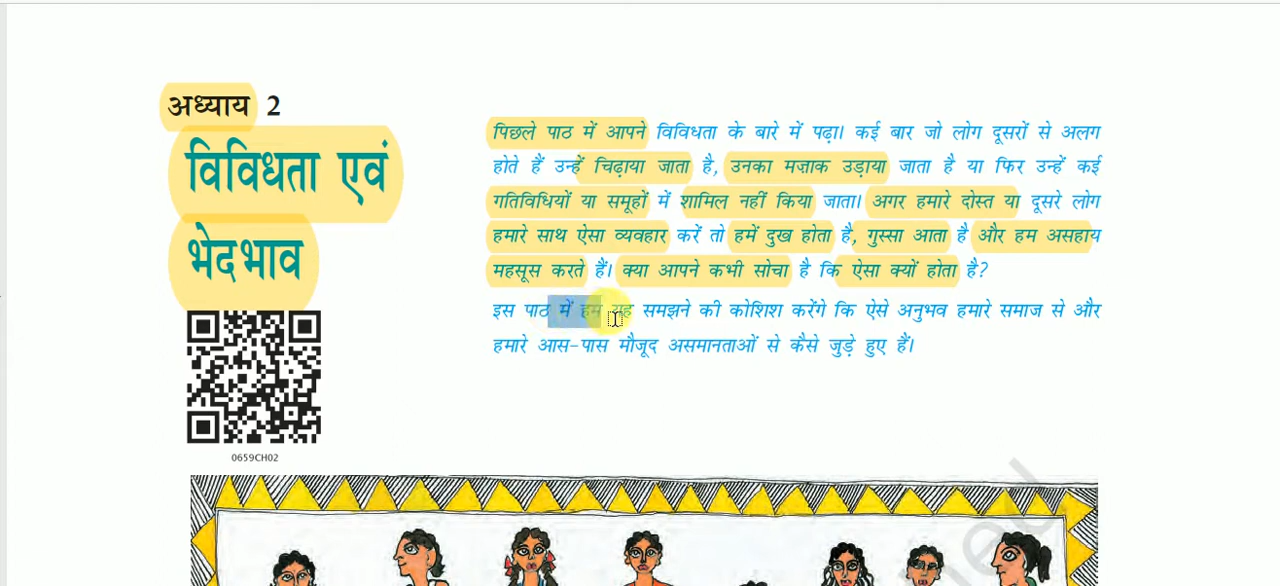 अध्याय 2
विविधता एवं
भेदभाव
0659CH02
पिछले पाठ में आपने विविधता के बारे में पढ़ा। कई बार जो लोग दूसरों से अलग
होते हैं उन्हें चिढ़ाया जाता है, उनका मज़ाक उड़ाया जाता है या फिर उन्हें कई
गतिविधियों या समूहों में शामिल नहीं किया जाता। अगर हमारे दोस्त या दूसरे लोग
हमारे साथ ऐसा व्यवहार करें तो हमें दुख होता है, गुस्सा आता है और हम असहाय
महसूस करते हैं। क्या आपने कभी सोचा है कि ऐसा क्यों होता है?
इस पाठ में हम यह समझने की कोशिश करेंगे कि ऐसे अनुभव हमारे समाज से और
हमारे आस-पास मौजूद असमानताओं से कैसे जुड़े हुए हैं।